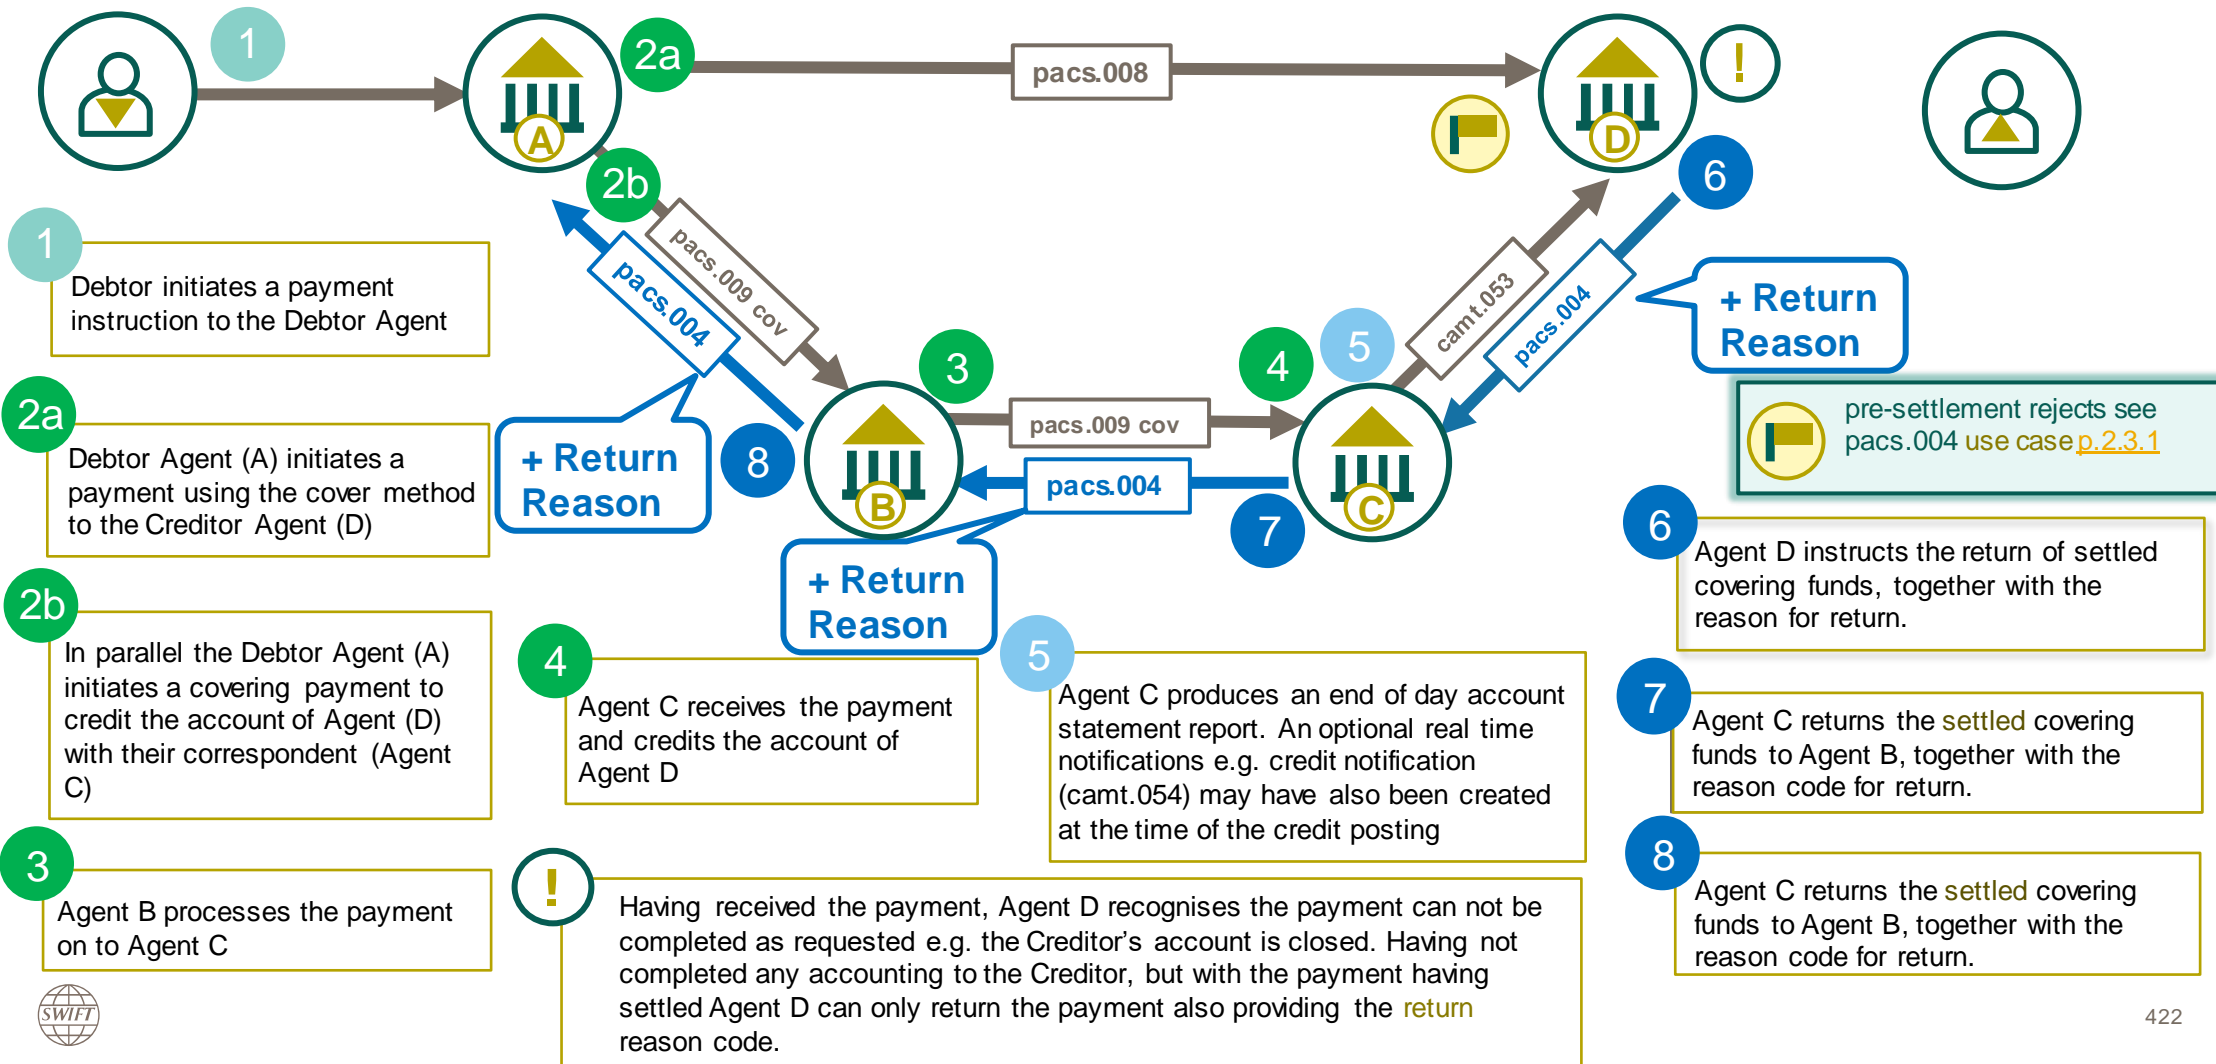 1
2a
pacs.008
!
A
D
2b
6
pacs.009 cov
pacs.004
camt.053
pacs.004
+ Return
Reason
1
Debtor initiates a payment
instruction to the Debtor Agent
3
4
5
pacs.009 cov
pacs.004
B
C
8
7
+ Return
Reason
+ Return
Reason
pre-settlement rejects see
pacs.004 use case p.2.3.1
2a
Debtor Agent (A) initiates a
payment using the cover method
to the Creditor Agent (D)
2b
In parallel the Debtor Agent (A)
initiates a covering payment to
credit the account of Agent (D)
with their correspondent (Agent
C)
3
Agent B processes the payment
on to Agent C
4
Agent C receives the payment
and credits the account of
Agent D
5
Agent C produces an end of day account
statement report. An optional real time
notifications e.g. credit notification
(camt.054) may have also been created
at the time of the credit posting
!
Having received the payment, Agent D recognises the payment can not be
completed as requested e.g. the Creditor's account is closed. Having not
completed any accounting to the Creditor, but with the payment having
settled Agent D can only return the payment also providing the return
reason code.
6
Agent D instructs the return of settled
covering funds, together with the
reason for return.
7
Agent C returns the settled covering
funds to Agent B, together with the
reason code for return.
8
Agent C returns the settled covering
funds to Agent B, together with the
reason code for return.
SWIFT
422